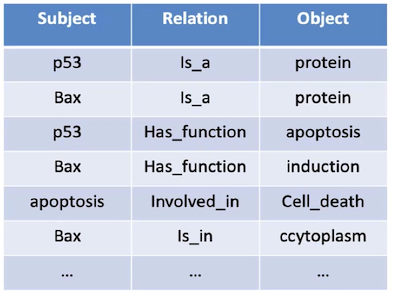 Subject Relation Object
p53 Is_a protein
Bax Is_a protein
p53 Has_function apoptosis
Bax Has_function induction
apoptosis Involved_in Cell_death
Bax Is_in ccytoplasm
... ... ...